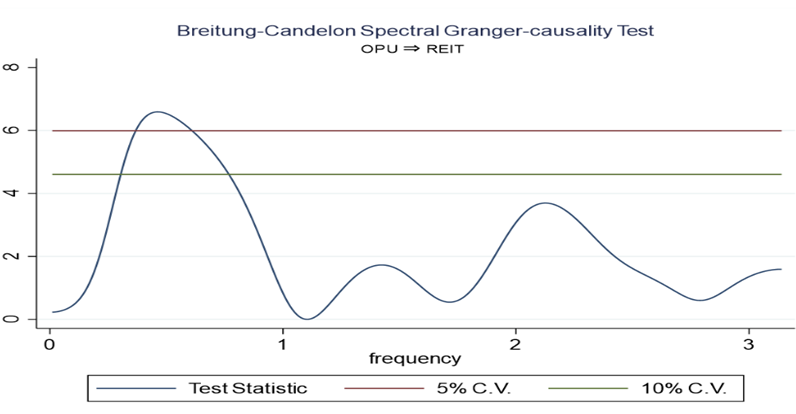 Breitung-Candelon Spectral Granger-causality Test
OPU ⇒ REIT
8
6
4
2
0
0 1 2 3
frequency
Test Statistic 5% C.V. 10% C.V.